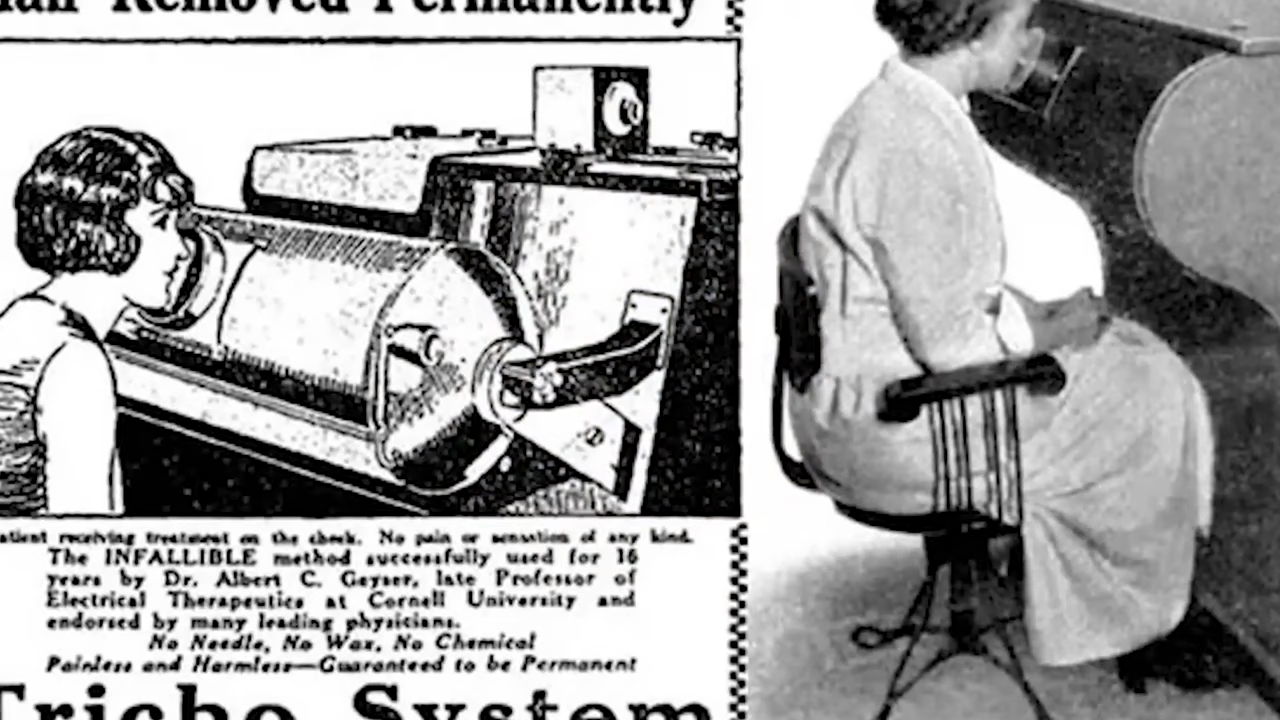 Hair Removed Permanently
atient receiving treatment on the cheek. No pain or sensation of any kind.
The INFALLIBLE method successfully used for 16
years by Dr. Albert C. Geyser, late Professor of
Electrical Therapeutics at Cornell University and
endorsed by many leading physicians.
No Needle, No Wax, No Chemical
Painless and Harmless—Guaranteed to be Permanent
Tricho System